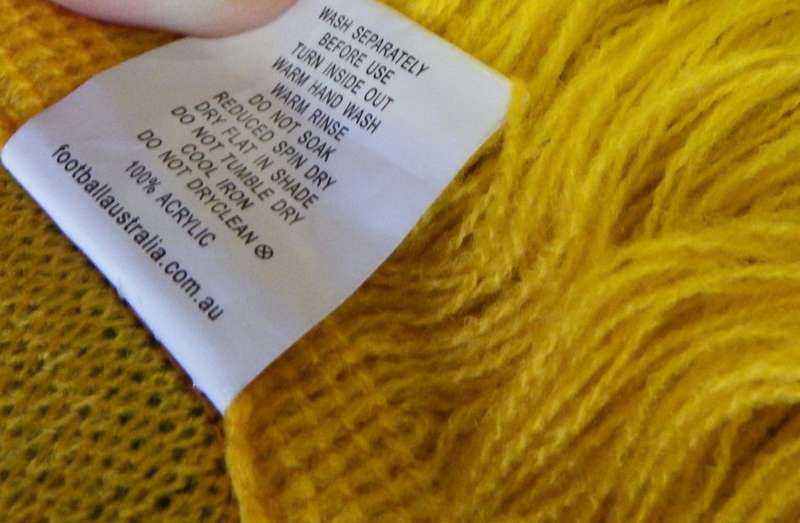 WASH SEPARATELY
BEFORE USE
TURN INSIDE OUT
WARM HAND WASH
WARM RINSE
DO NOT SOAK
REDUCED SPIN DRY
DRY FLAT IN SHADE
DO NOT TUMBLE DRY
COOL IRON
DO NOT DRYCLEAN ⓧ
100% ACRYLIC
footballaustralia.com.au